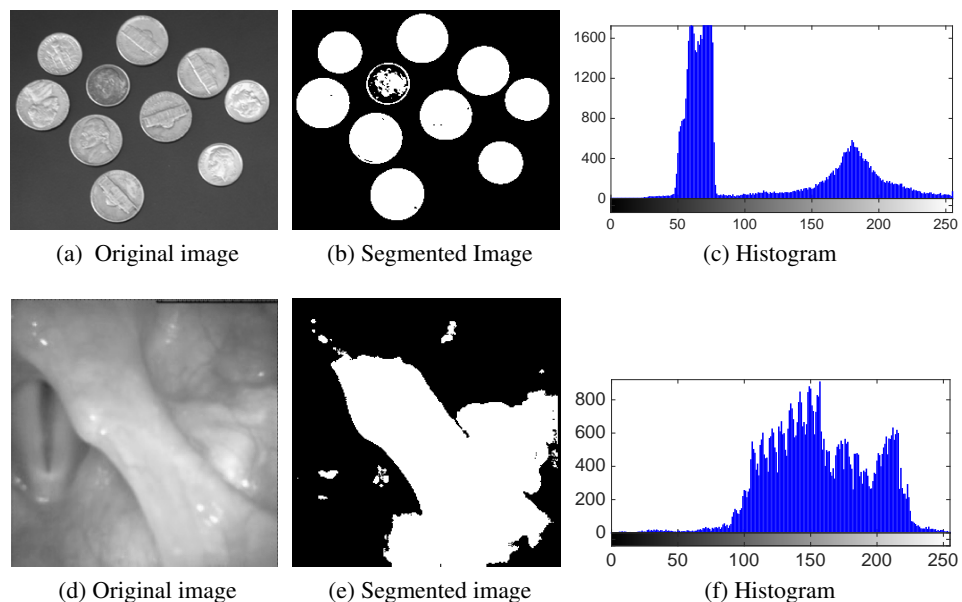 1600
1200
800
400
0
0 50 100 150 200 250
(a) Original image
(b) Segmented Image
(c) Histogram
800
600
400
200
0
0 50 100 150 200 250
(d) Original image
(e) Segmented image
(f) Histogram